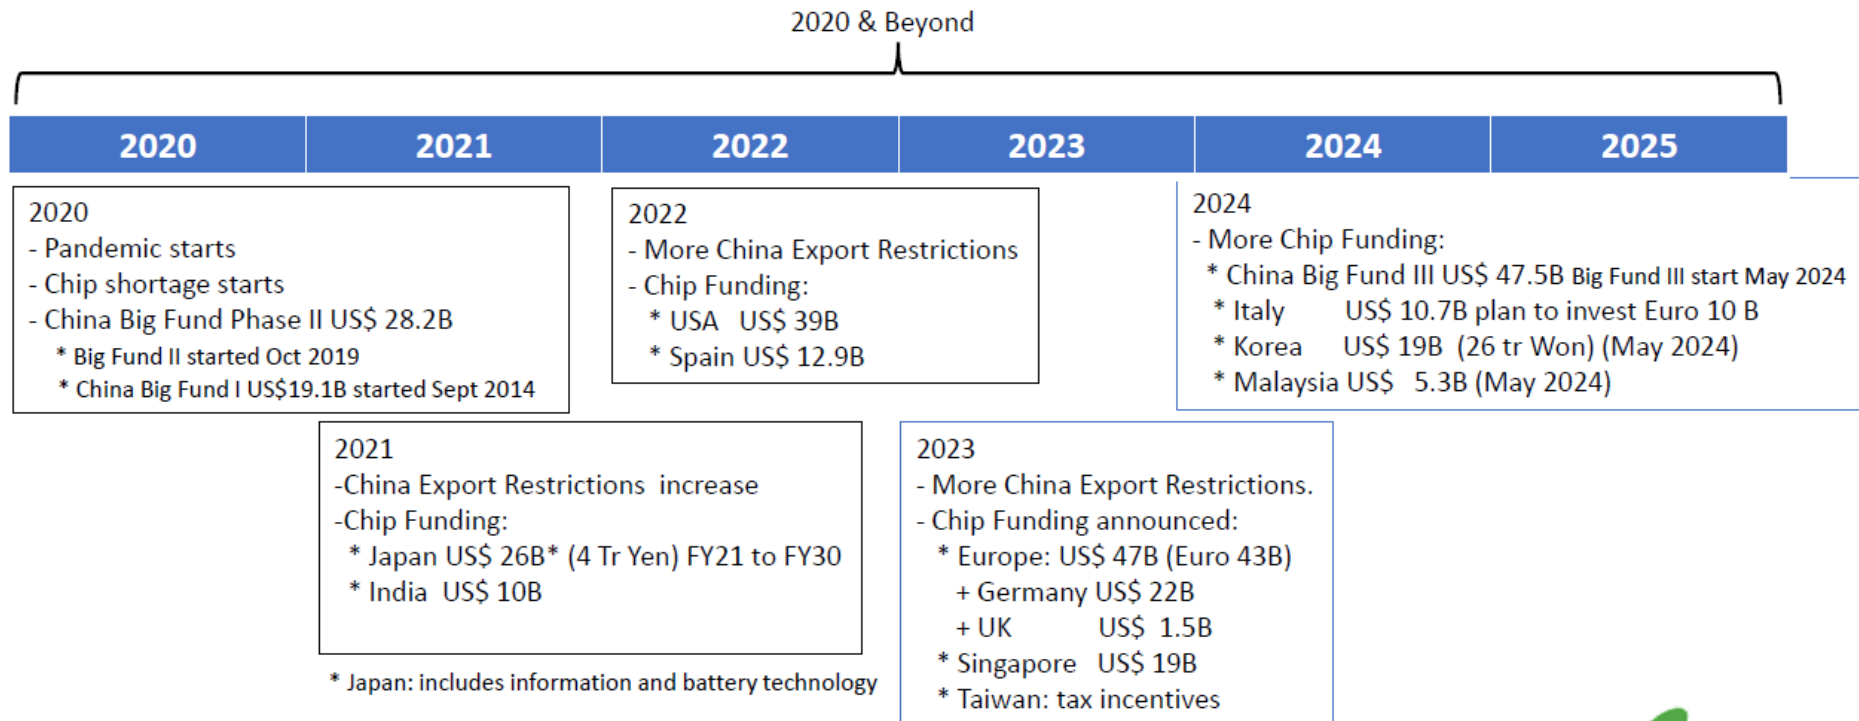 2020 & Beyond
2020 2021 2022 2023 2024 2025
2020
- Pandemic starts
- Chip shortage starts
- China Big Fund Phase II US$ 28.2B
* Big Fund II started Oct 2019
* China Big Fund I US$19.1B started Sept 2014
2021
-China Export Restrictions increase
-Chip Funding:
* Japan US$ 26B* (4 Tr Yen) FY21 to FY30
* India US$ 10B
* Japan: includes information and battery technology
2022
- More China Export Restrictions
- Chip Funding:
* USA US$ 39B
* Spain US$ 12.9B
2023
- More China Export Restrictions.
- Chip Funding announced:
* Europe: US$ 47B (Euro 43B)
+ Germany US$ 22B
+ UK US$ 1.5B
* Singapore US$ 19B
* Taiwan: tax incentives
2024
- More Chip Funding:
* China Big Fund III US$ 47.5B Big Fund III start May 2024
* Italy US$ 10.7B plan to invest Euro 10 B
* Korea US$ 19B (26 tr Won) (May 2024)
* Malaysia US$ 5.3B (May 2024)